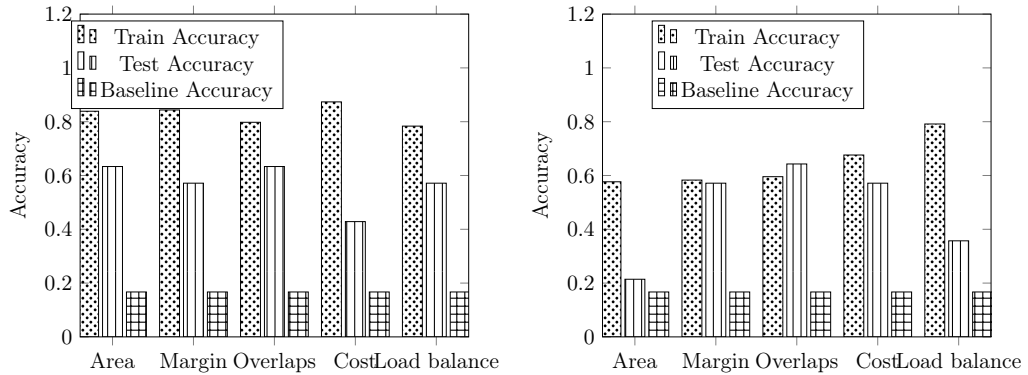 1.2
1
0.8
0.6
0.4
0.2
0
Accuracy
Train Accuracy
Test Accuracy
Baseline Accuracy
Area Margin Overlaps Cost Load balance
1.2
1
0.8
0.6
0.4
0.2
0
Accuracy
Train Accuracy
Test Accuracy
Baseline Accuracy
Area Margin Overlaps Cost Load balance